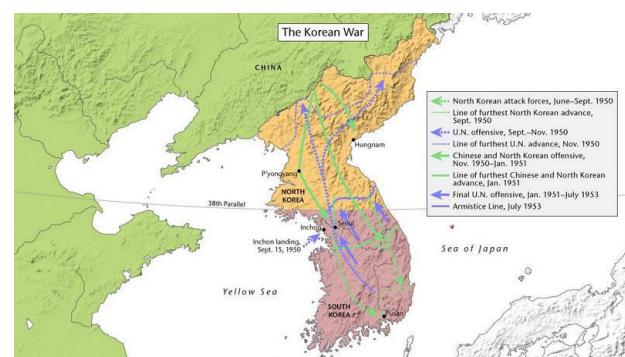 The Korean War
CHINA
North Korean attack forces, June–Sept. 1950
Line of furthest North Korean advance,
Sept. 1950
U.N. offensive, Sept.–Nov. 1950
Line of furthest U.N. advance, Nov. 1950
Chinese and North Korean offensive,
Nov. 1950–Jan. 1951
Line of furthest Chinese and North Korean
advance, Jan. 1951
Final U.N. offensive, Jan. 1951–July 1953
Armistice Line, July 1953
Hungnam
P'yongyang
NORTH
KOREA
38th Parallel
Inchon
Seoul
Inchon landing,
Sept. 15, 1950
Sea of Japan
Yellow Sea
SOUTH
KOREA
Pusan